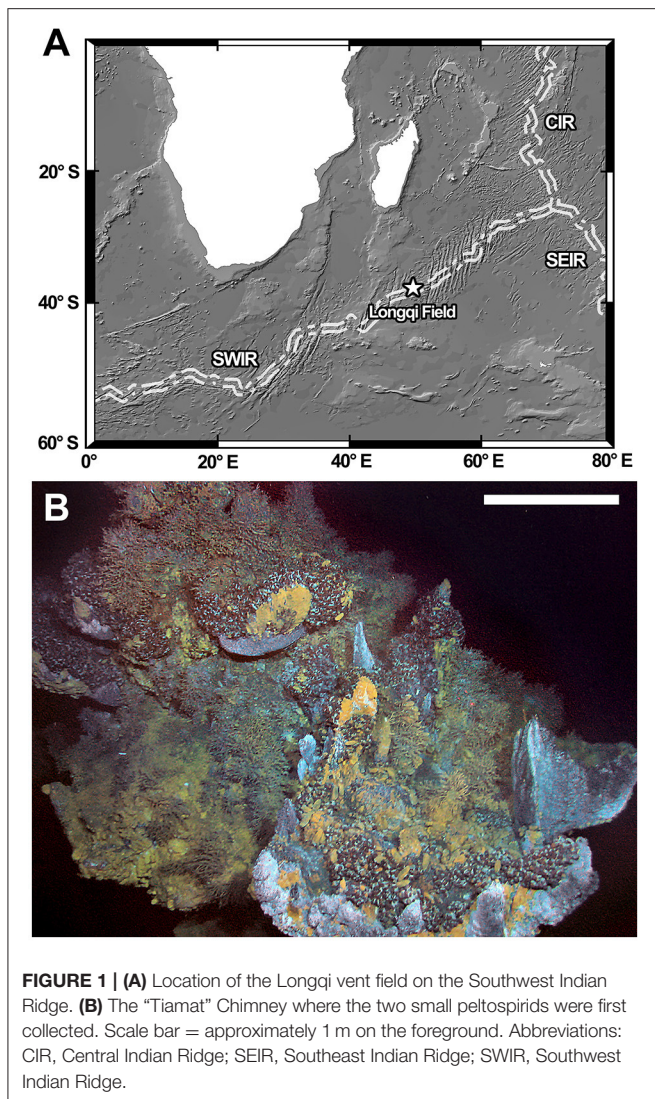 A
CIR
20° S
SEIR
40° S
Longqi Field
SWIR
60° S
0° 20° E 40° E 60° E 80° E
B
FIGURE 1 | (A) Location of the Longqi vent field on the Southwest Indian
Ridge. (B) The “Tiamat” Chimney where the two small peltospirids were first
collected. Scale bar = approximately 1 m on the foreground. Abbreviations:
CIR, Central Indian Ridge; SEIR, Southeast Indian Ridge; SWIR, Southwest
Indian Ridge.